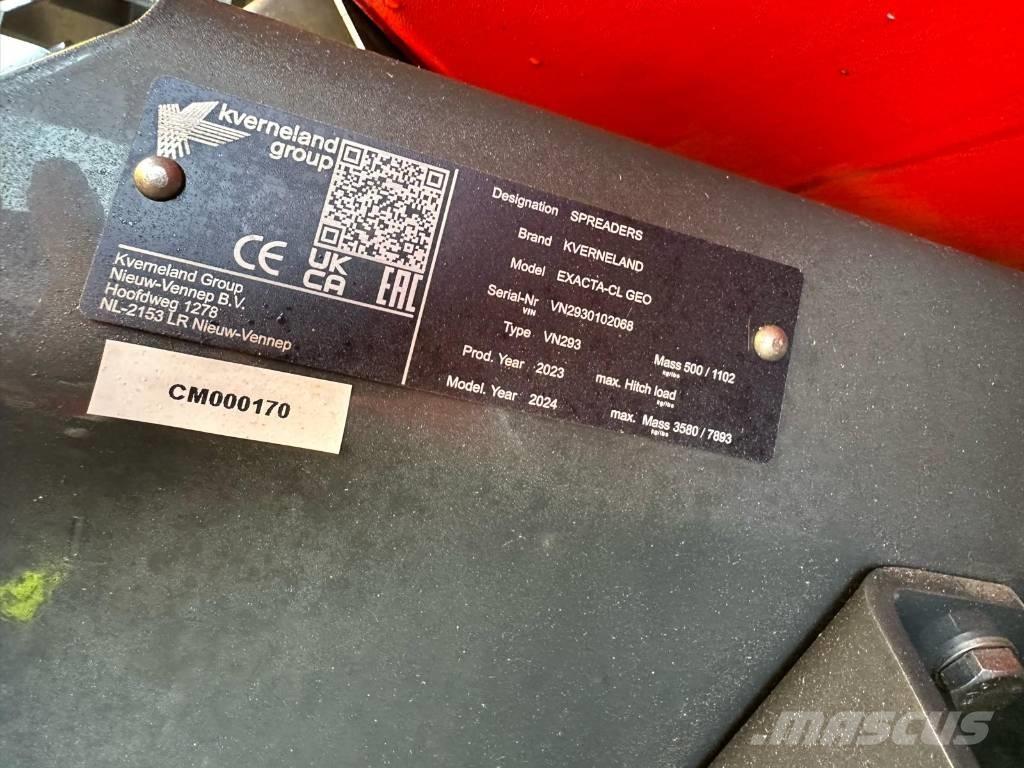 kverneland
group
CE
UK
CA
EAC
Kverneland Group
Nieuw-Vennep B.V.
Hoofdweg 1278
NL-2153 LR Nieuw-Vennep
Designation SPREADERS
Brand KVERNELAND
Model EXACTA-CL GEO
Serial-Nr VN2930102068
VIN
Type VN293
Prod. Year 2023 Mass 500 / 1102
kg/lbs
Model. Year 2024 max. Hitch load
kg/lbs
max. Mass 3580 / 7893
kg/lbs
CM000170
MASCUS